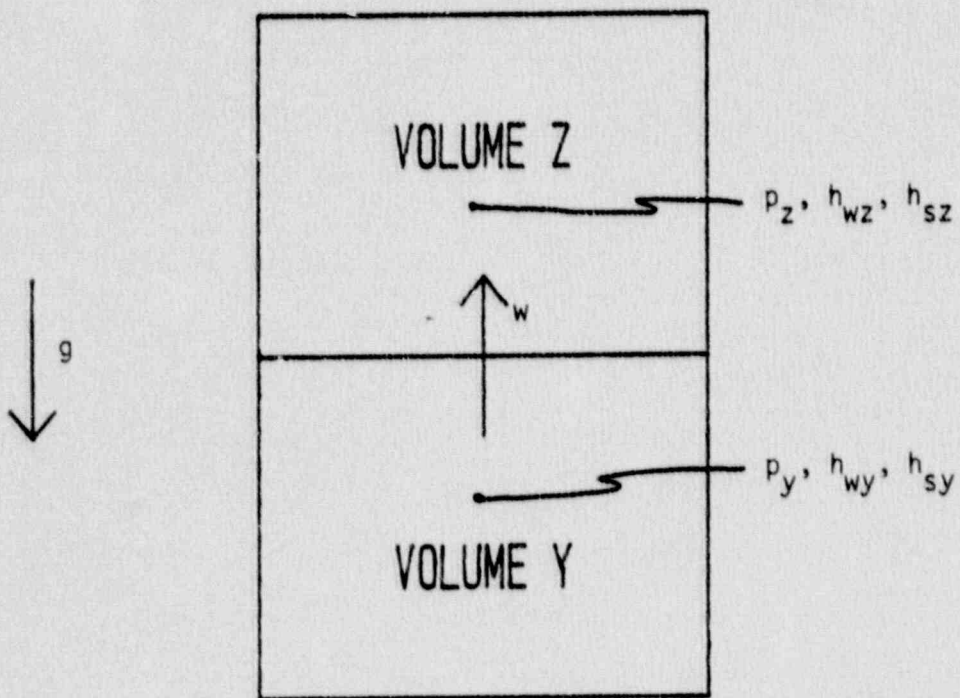 VOLUME Z
p_z, h_wz, h_sz
w
g
p_y, h_wy, h_sy
VOLUME Y